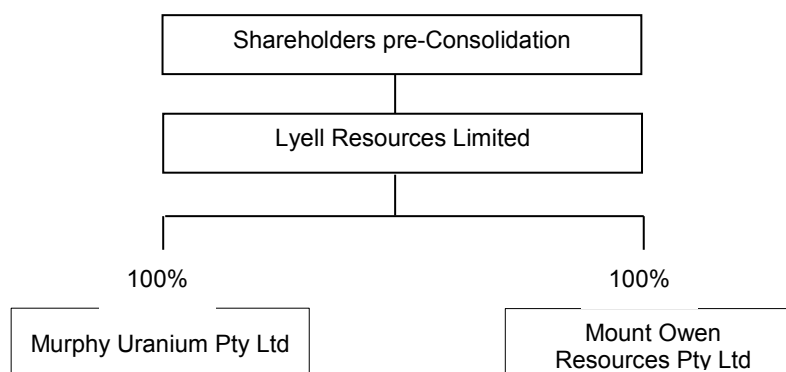 Shareholders pre-Consolidation
Lyell Resources Limited
100%
100%
Murphy Uranium Pty Ltd
Mount Owen
Resources Pty Ltd